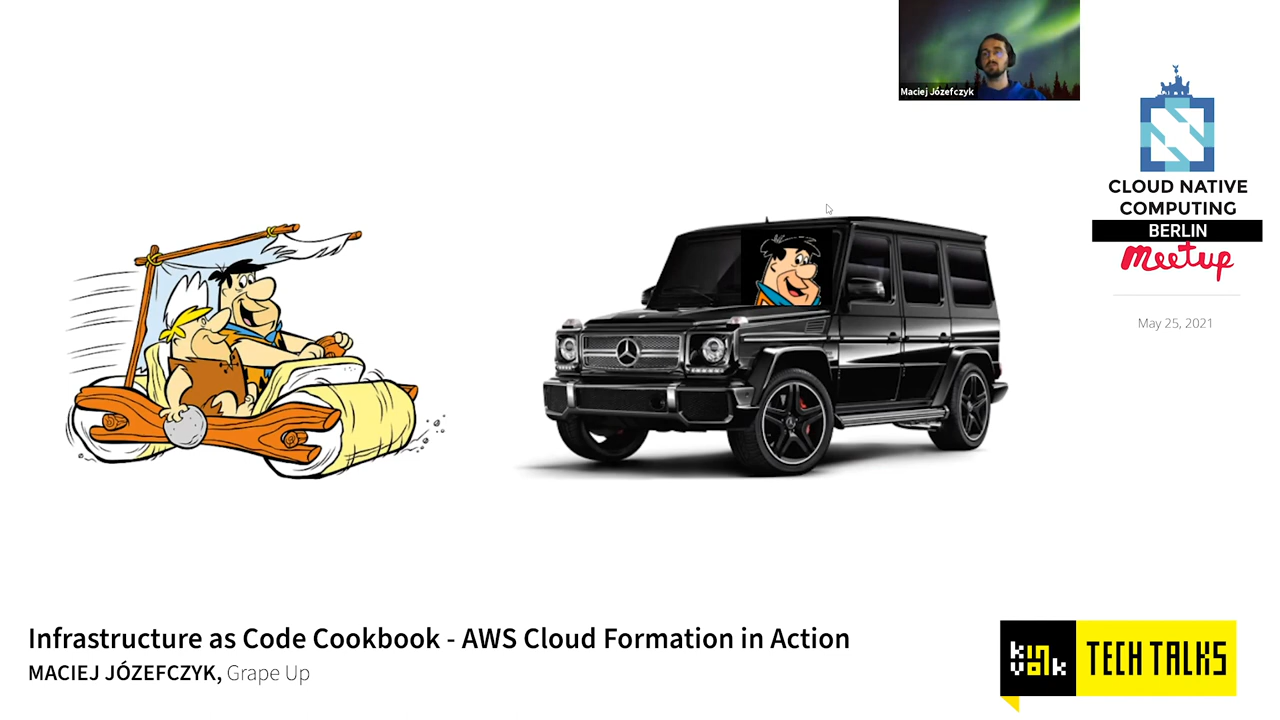 Maciej Józefczyk
CLOUD NATIVE
COMPUTING
BERLIN
meetup
May 25, 2021
Infrastructure as Code Cookbook - AWS Cloud Formation in Action
MACIEJ JÓZEFCZYK, Grape Up
kinvolk TECH TALKS